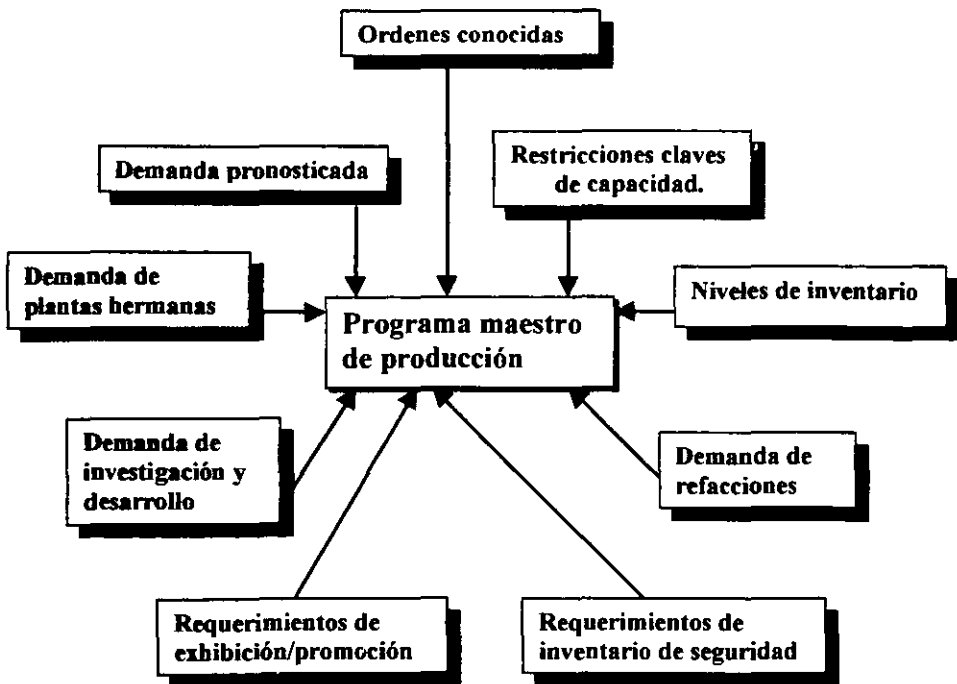 Ordenes conocidas
Demanda pronosticada
Restricciones claves
de capacidad.
Demanda de
plantas hermanas
Niveles de inventario
Programa maestro
de producción
Demanda de
investigación y
desarrollo
Demanda de
refacciones
Requerimientos de
exhibición/promoción
Requerimientos de
inventario de seguridad